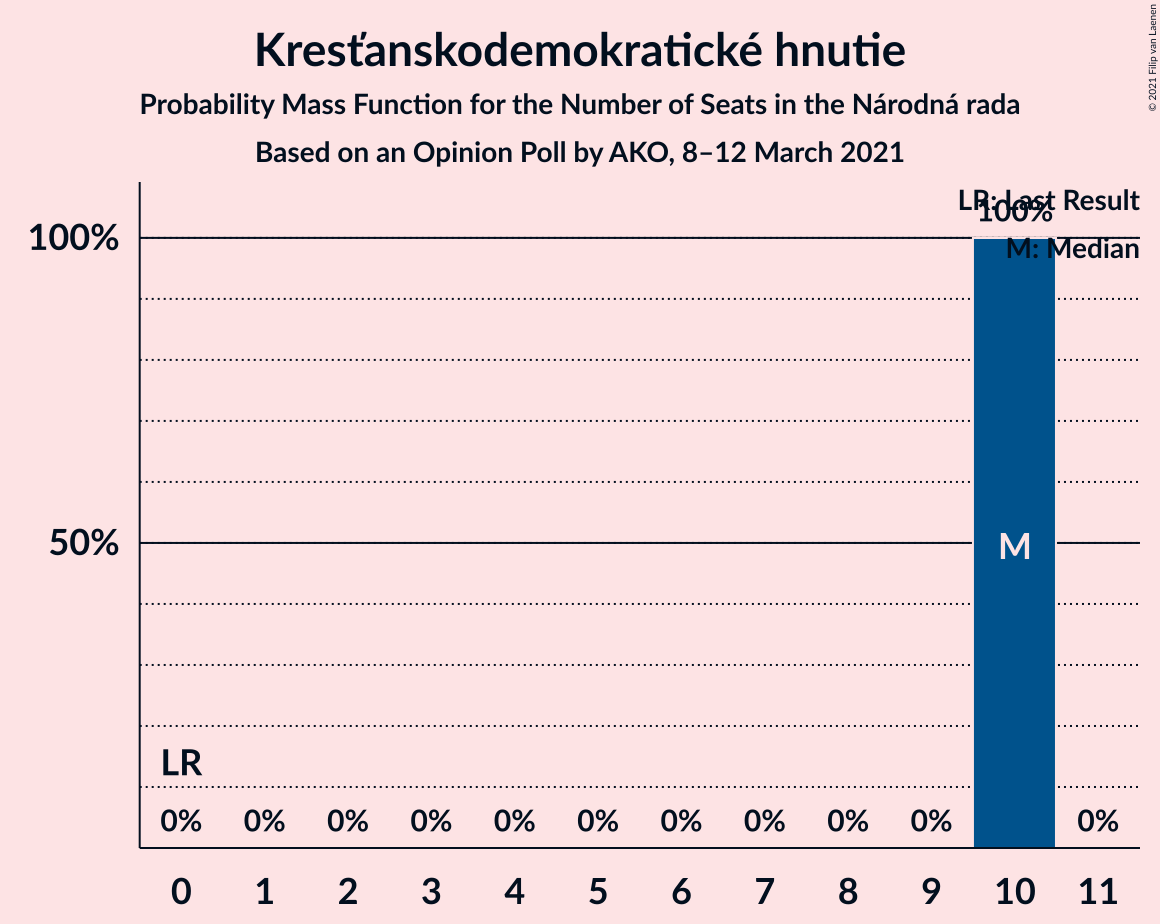 Kresťanskodemokratické hnutie
Probability Mass Function for the Number of Seats in the Národná rada
Based on an Opinion Poll by AKO, 8–12 March 2021
© 2021 Filip van Laenen
LR: Last Result
100%
M: Median
100%
50%
M
LR
0% 0% 0% 0% 0% 0% 0% 0% 0% 0% 0%
0 1 2 3 4 5 6 7 8 9 10 11